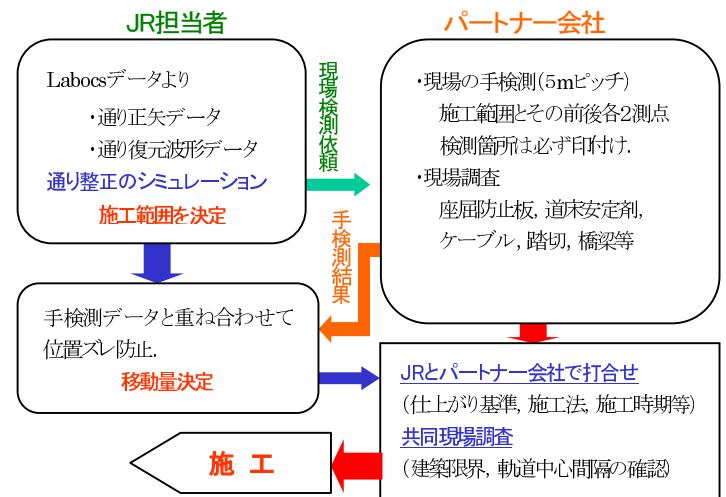 JR担当者
Labocsデータより
・通り正矢データ
・通り復元波形データ
通り整正のシミュレーション
施工範囲を決定
現場検測依頼
パートナー会社
・現場の手検測(5mピッチ)
施工範囲とその前後各2測点
検測箇所は必ず印付け.
・現場調査
座屈防止板, 道床安定剤,
ケーブル, 踏切, 橋梁等
手検測結果
手検測データと重ね合わせて
位置ズレ防止.
移動量決定
JRとパートナー会社で打合せ
(仕上がり基準, 施工法, 施工時期等)
共同現場調査
(建築限界, 軌道中心間隔の確認)
施 工